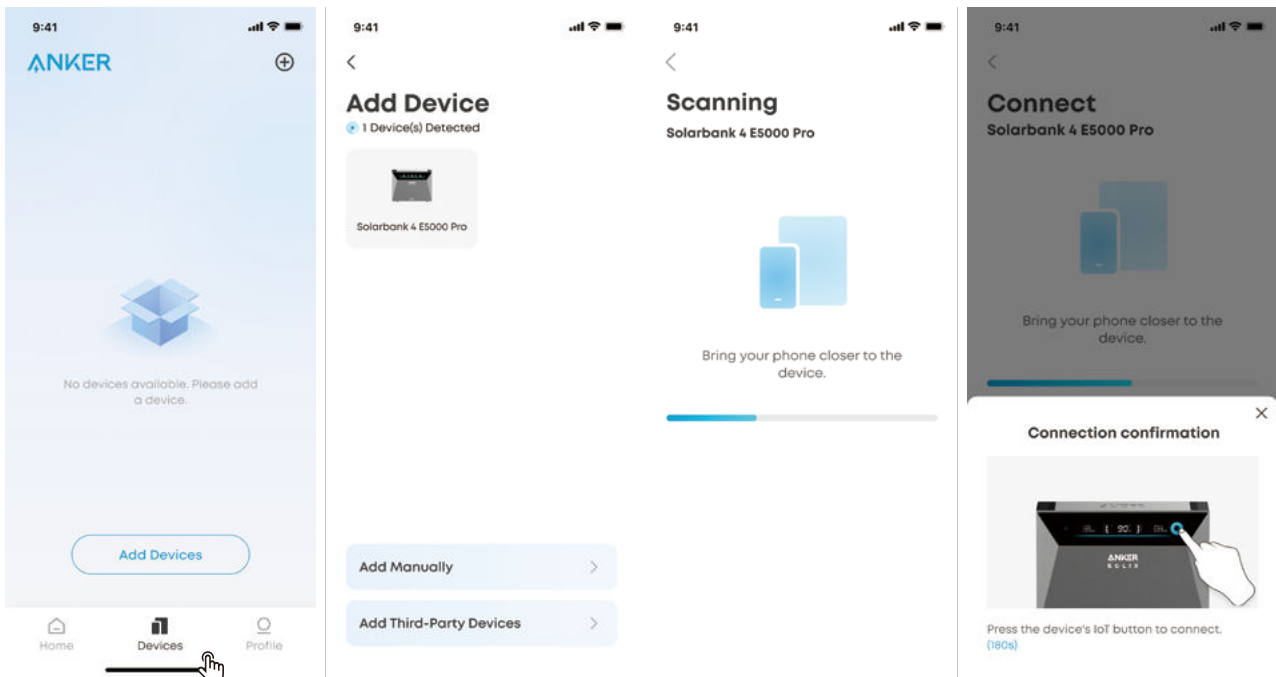 9:41
ANKER
No devices available. Please add
a device.
Add Devices
Home
Devices
Profile
9:41
Add Device
1 Device(s) Detected
Solarbank 4 E5000 Pro
Add Manually
Add Third-Party Devices
9:41
Scanning
Solarbank 4 E5000 Pro
Bring your phone closer to the
device.
9:41
Connect
Solarbank 4 E5000 Pro
Bring your phone closer to the
device.
Connection confirmation
90
ANKER
SOLIX
Press the device's IoT button to connect.
(180s)